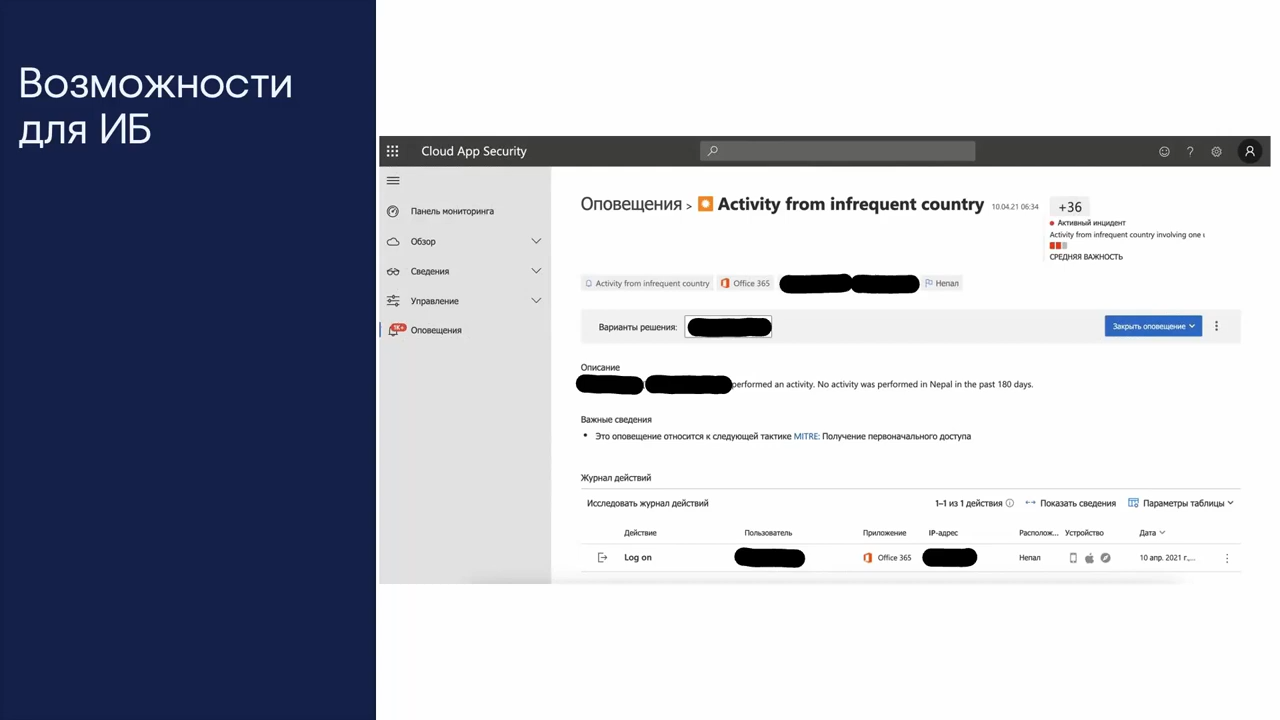 Возможности
для ИБ
Cloud App Security
Панель мониторинга
Обзор
Сведения
Управление
1K+
Оповещения
Оповещения > Activity from infrequent country 10.04.21 06:34
+36
Активный инцидент
Activity from infrequent country involving one u
СРЕДНЯЯ ВАЖНОСТЬ
Activity from infrequent country Office 365 Непал
Варианты решения: Закрыть оповещение
Описание
performed an activity. No activity was performed in Nepal in the past 180 days.
Важные сведения
• Это оповещение относится к следующей тактике MITRE: Получение первоначального доступа
Журнал действий
Исследовать журнал действий 1–1 из 1 действия Показать сведения Параметры таблицы
Действие Пользователь Приложение IP-адрес Располож... Устройство Дата
Log on Office 365 Непал 10 апр. 2021 г.,...